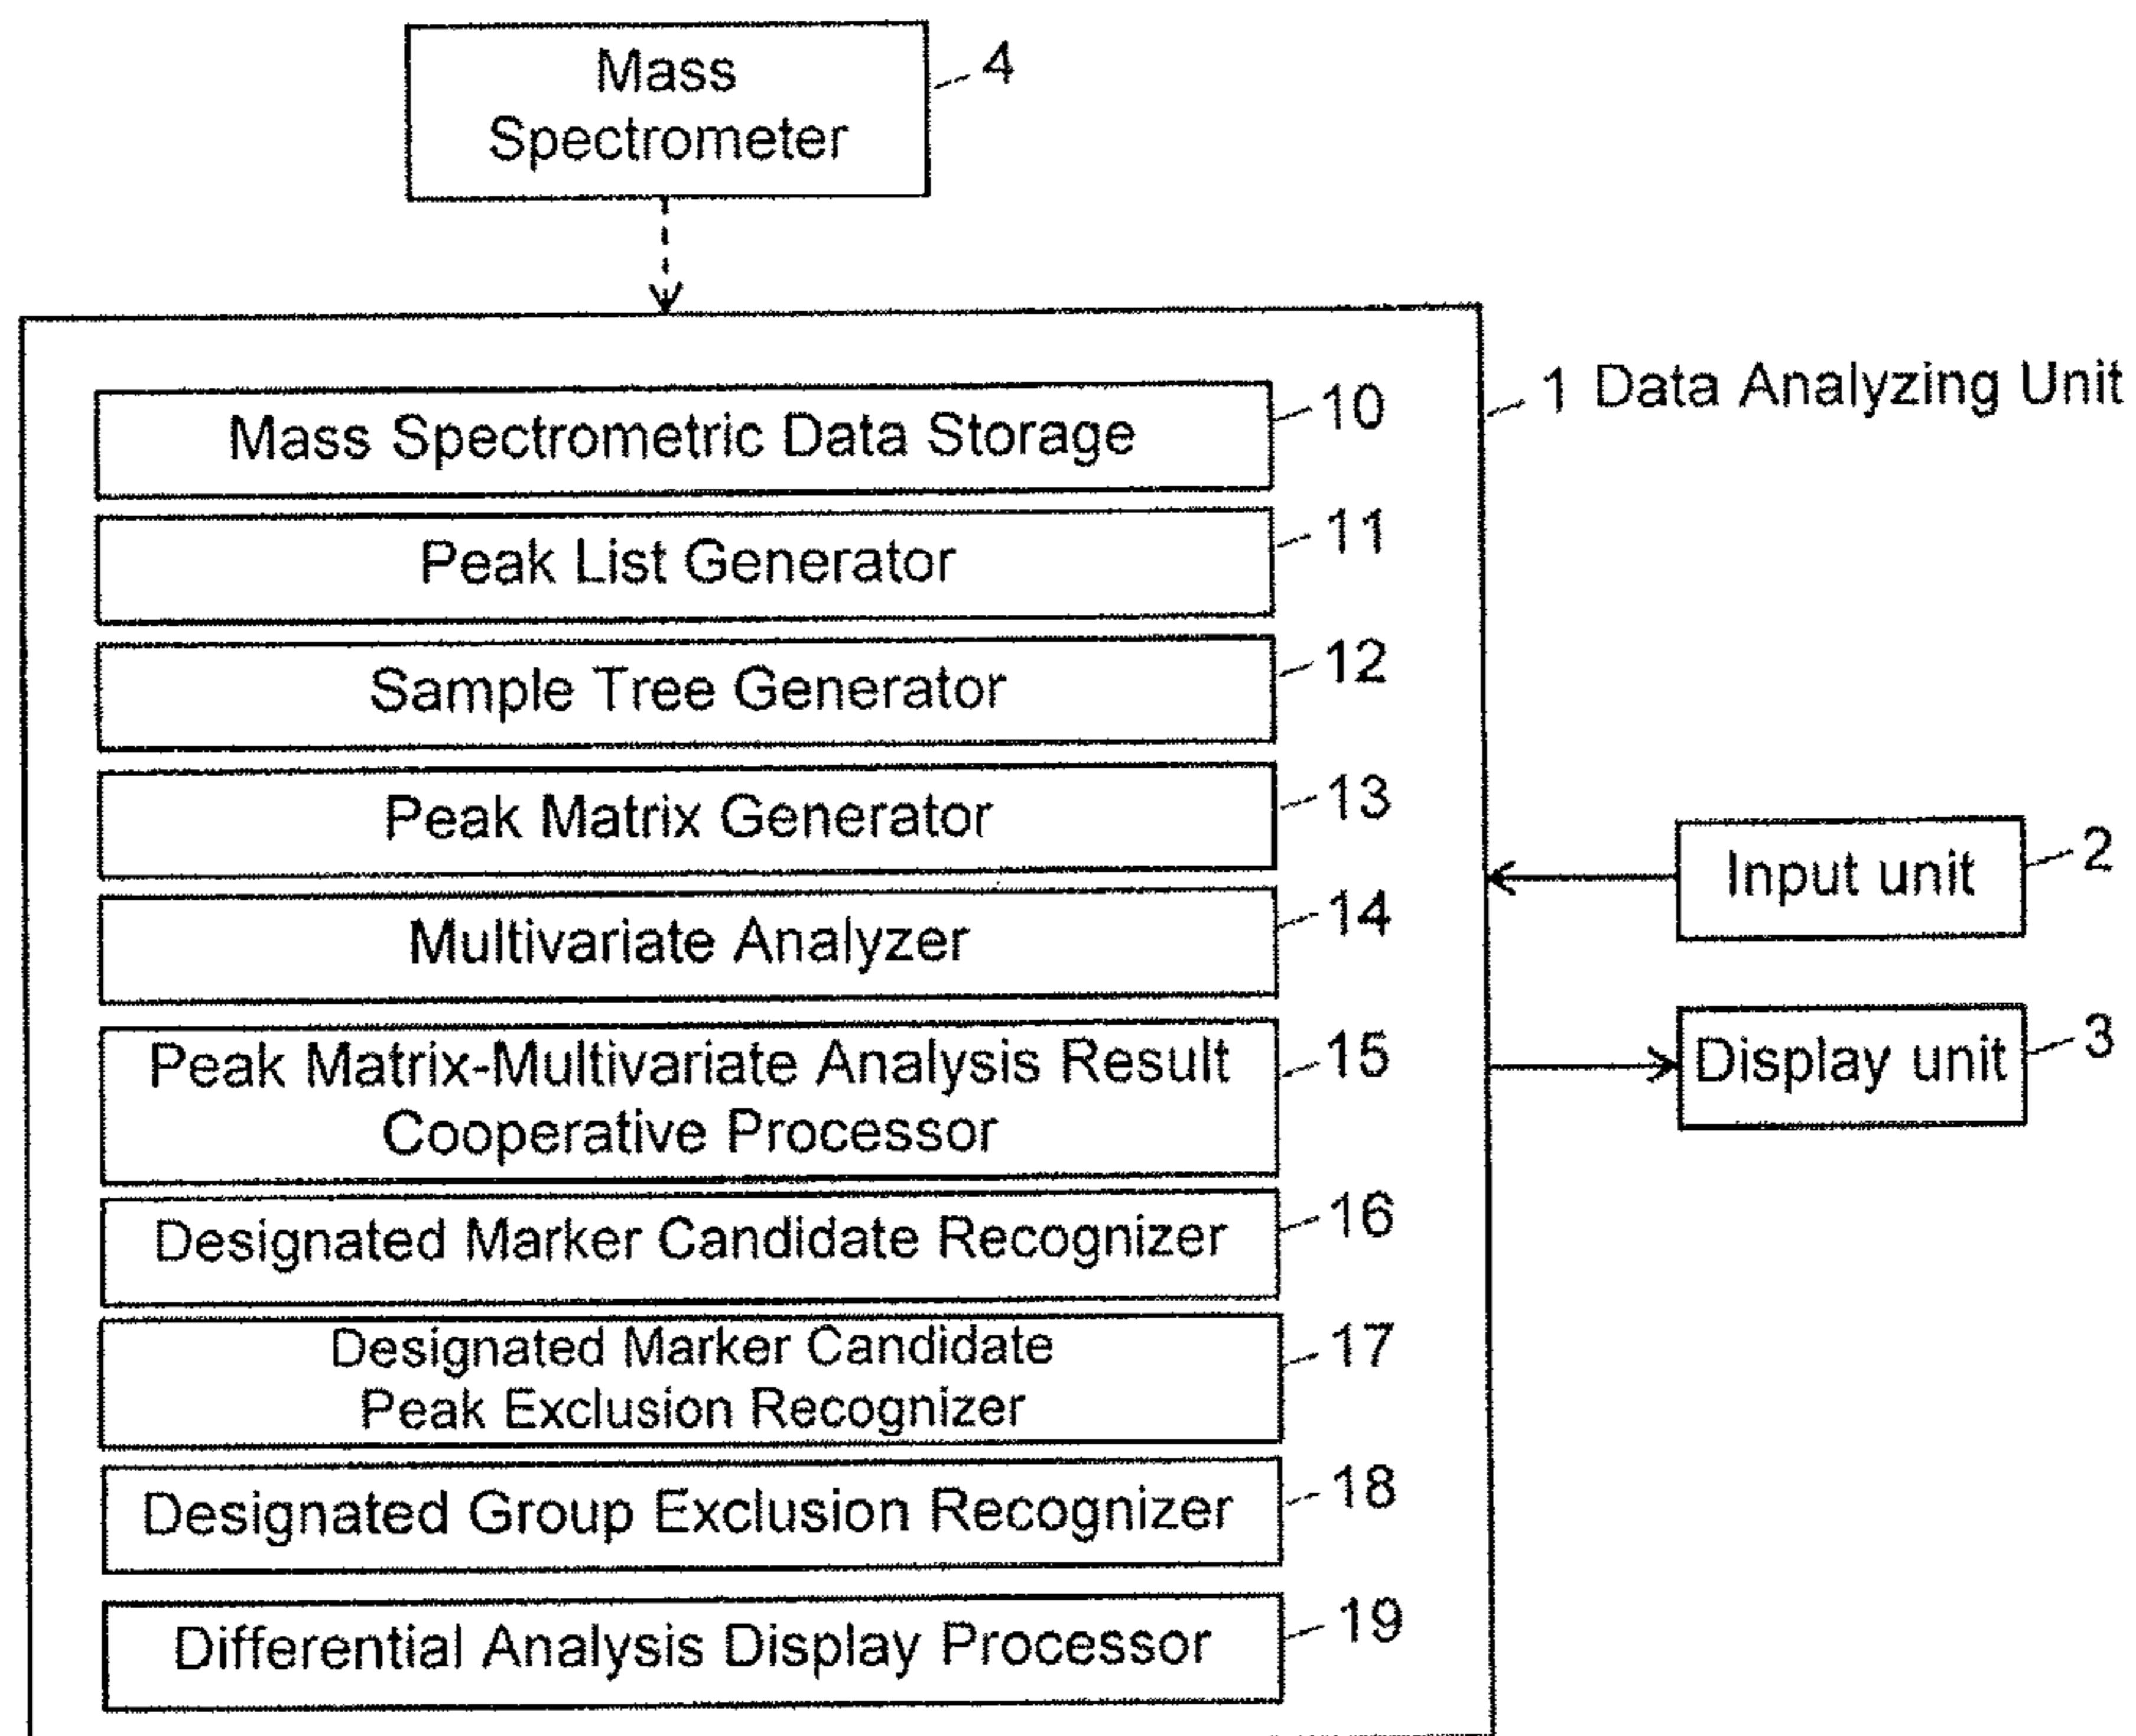 Mass
Spectrometer
4
1 Data Analyzing Unit
Mass Spectrometric Data Storage
10
Peak List Generator
11
Sample Tree Generator
12
Peak Matrix Generator
13
Multivariate Analyzer
14
Peak Matrix-Multivariate Analysis Result
Cooperative Processor
15
Designated Marker Candidate Recognizer
16
Designated Marker Candidate
Peak Exclusion Recognizer
17
Designated Group Exclusion Recognizer
18
Differential Analysis Display Processor
19
Input unit
2
Display unit
3